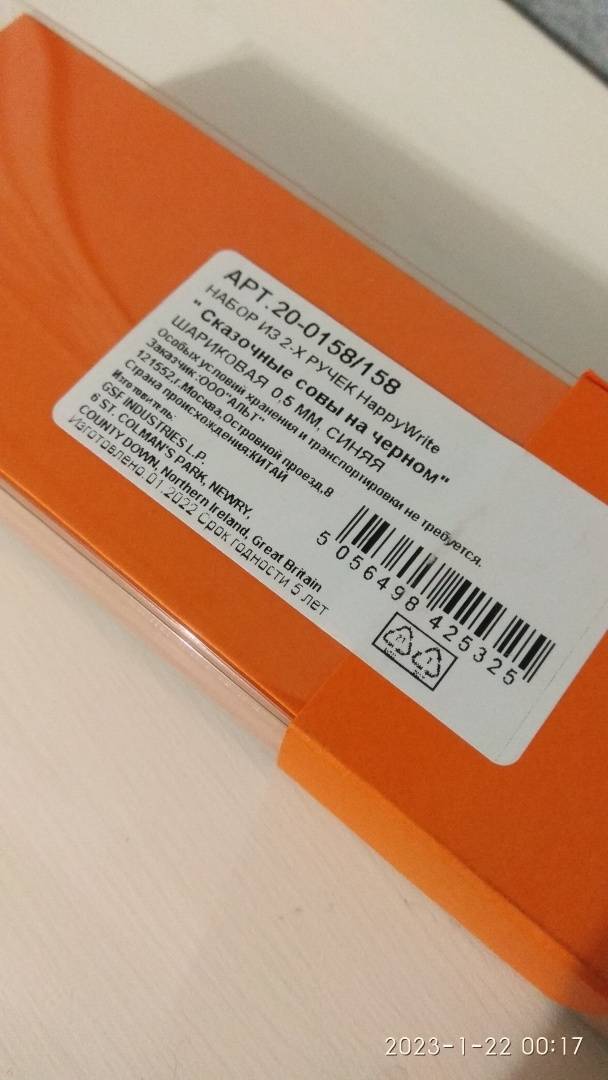 АРТ. 20-0158/158
НАБОР ИЗ 2-Х РУЧЕК HappyWrite
"Сказочные совы на черном"
ШАРИКОВАЯ 0.5 ММ, СИНЯЯ
Особых условий хранения и транспортировки не требуется.
Заказчик:ООО"АЛЬТ"
121552,г.Москва,Островной проезд,8
Страна происхождения:КИТАЙ
Изготовитель:
GSF INDUSTRIES L.P.
6 ST. COLMAN'S PARK, NEWRY,
COUNTY DOWN, Northern Ireland, Great Britain
Изготовлено:01.2022 Срок годности 5 лет
5 056498 425325
21 1
2023-1-22 00:17